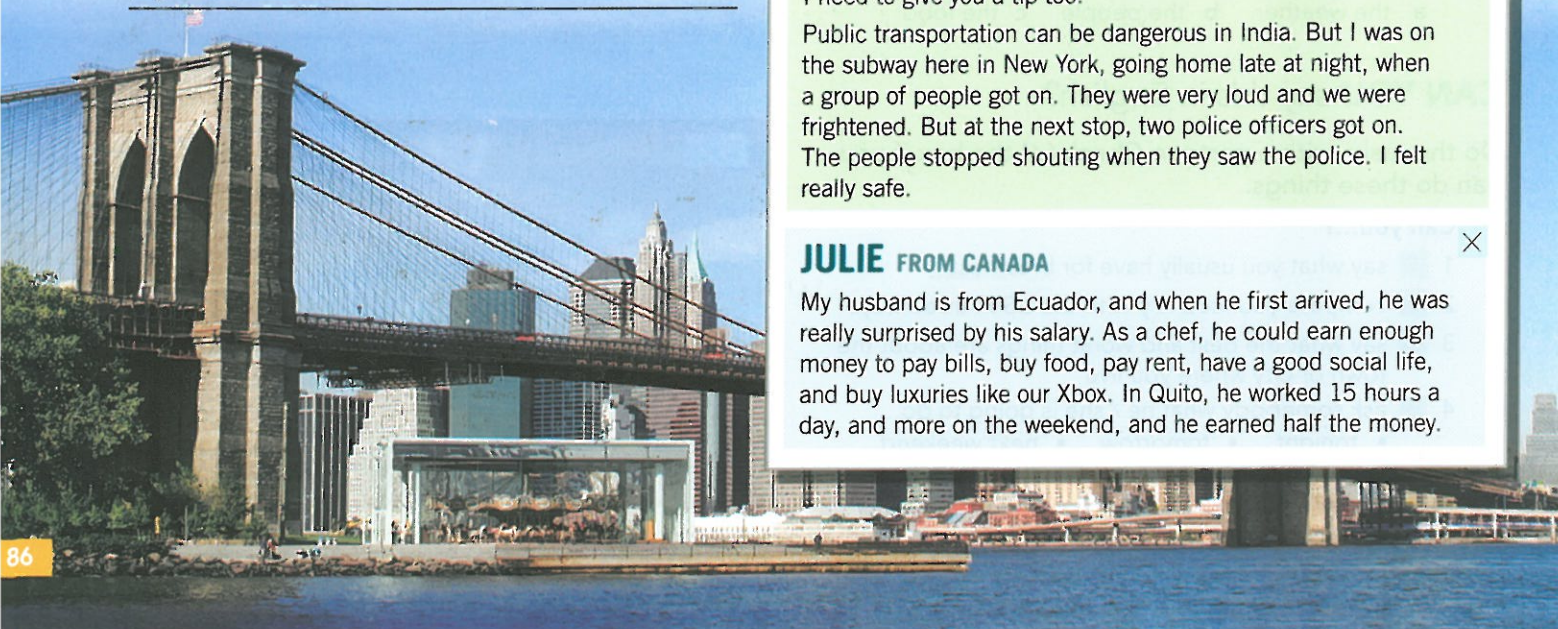 I need to give you a tip too.
Public transportation can be dangerous in India. But I was on
the subway here in New York, going home late at night, when
a group of people got on. They were very loud and we were
frightened. But at the next stop, two police officers got on.
The people stopped shouting when they saw the police. I felt
really safe.
JULIE FROM CANADA
My husband is from Ecuador, and when he first arrived, he was
really surprised by his salary. As a chef, he could earn enough
money to pay bills, buy food, pay rent, have a good social life,
and buy luxuries like our Xbox. In Quito, he worked 15 hours a
day, and more on the weekend, and he earned half the money.
86